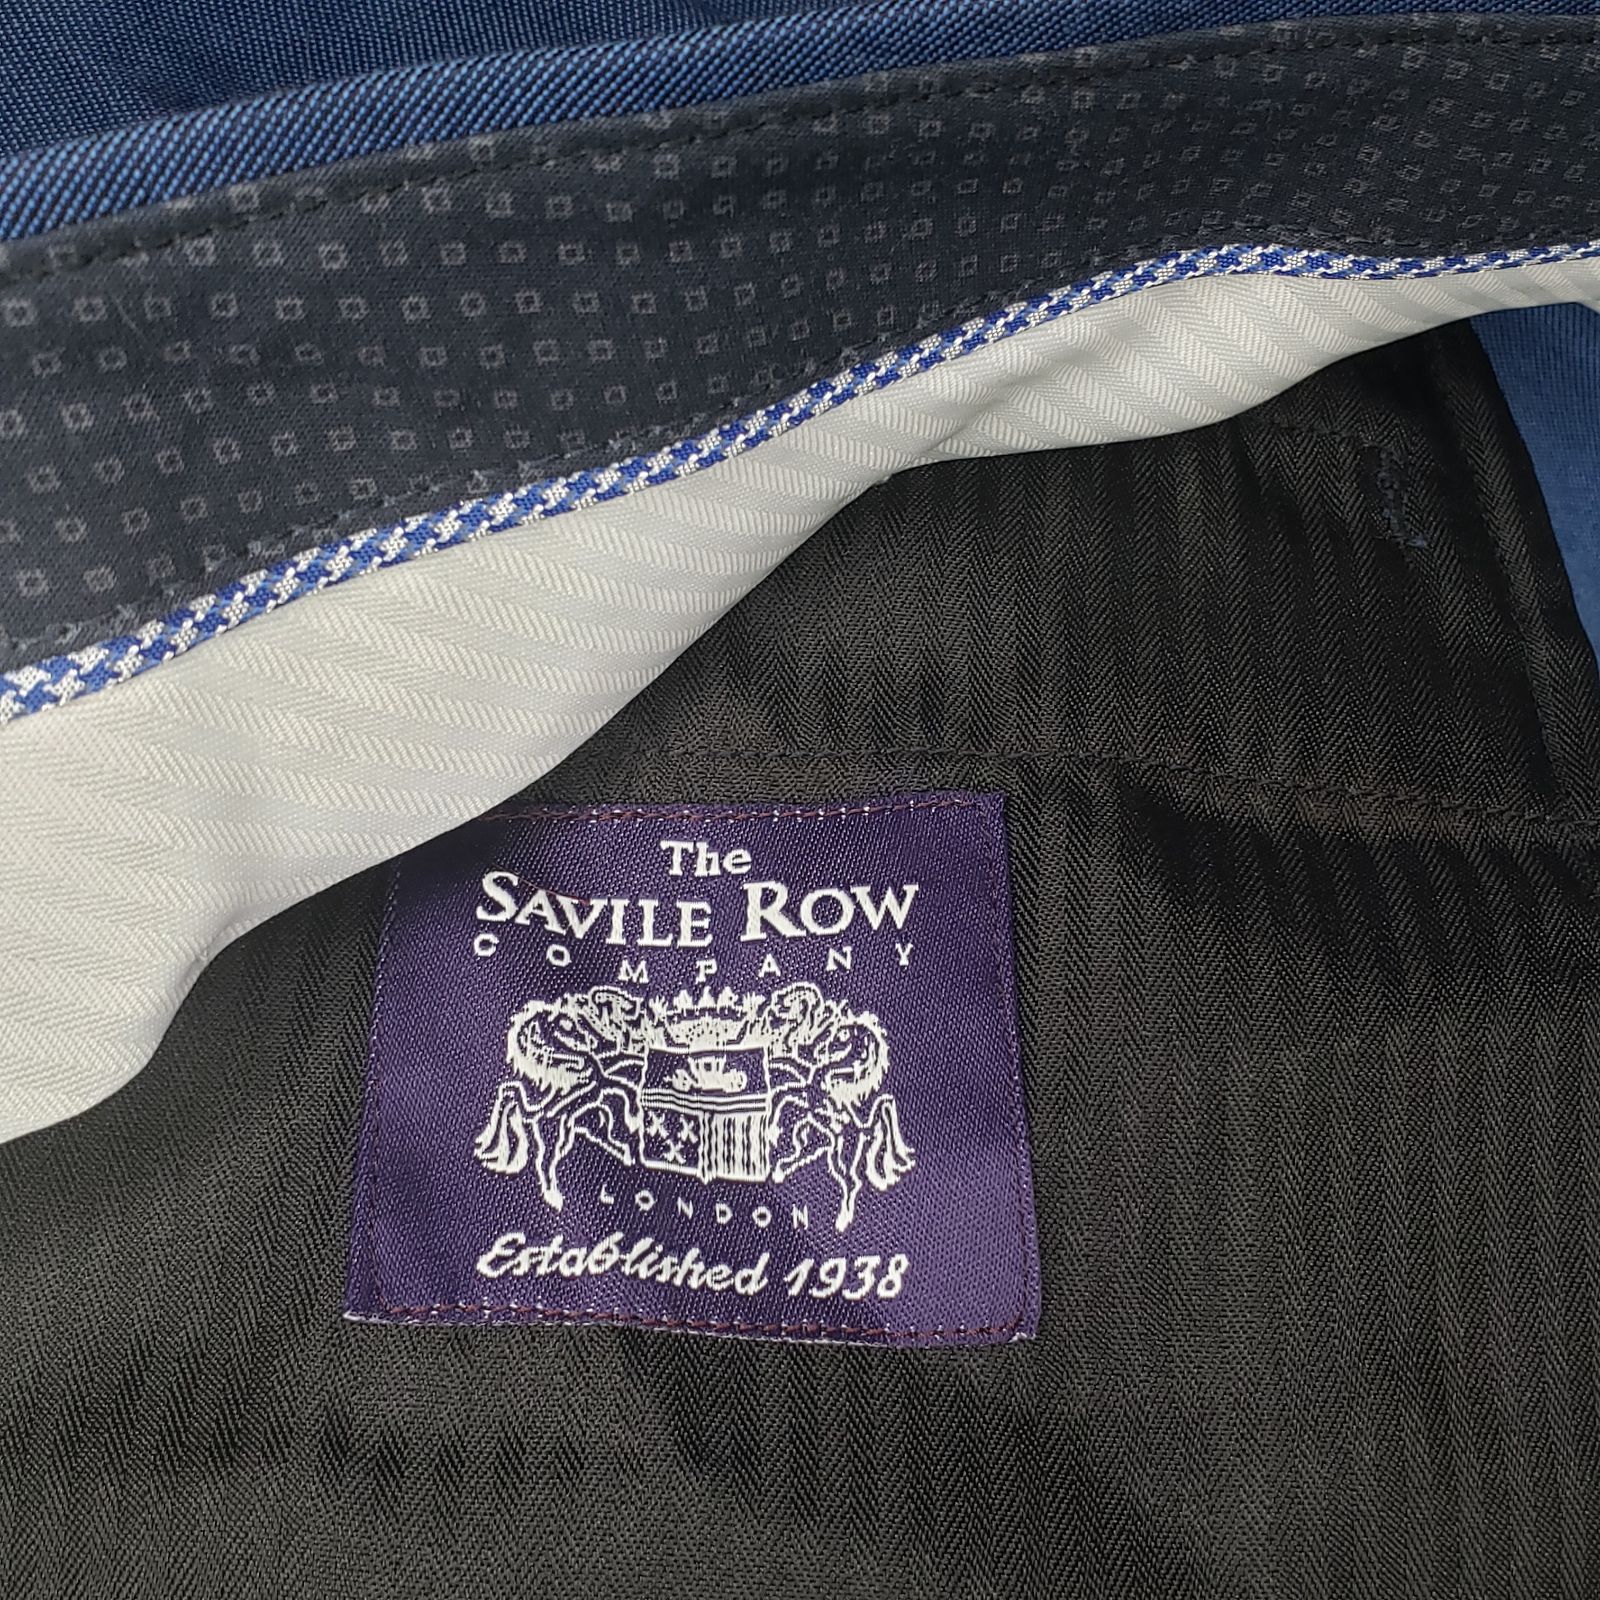 The
SAVILE ROW
COMPANY
LONDON
Established 1938